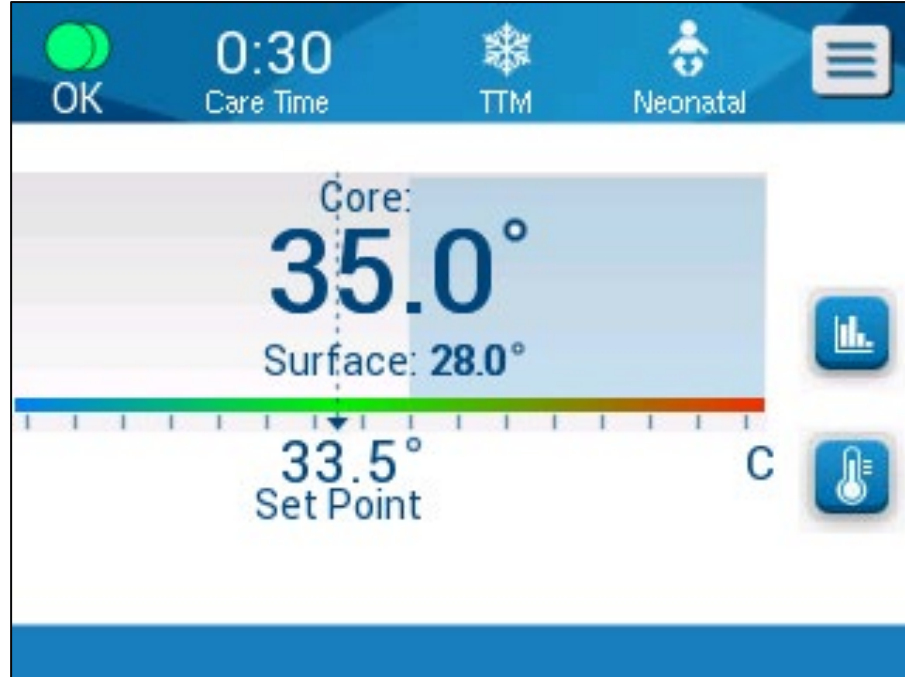 0:30
OK
Care Time
TTM
Neonatal
Core:
35.0°
Surface: 28.0°
33.5°
C
Set Point